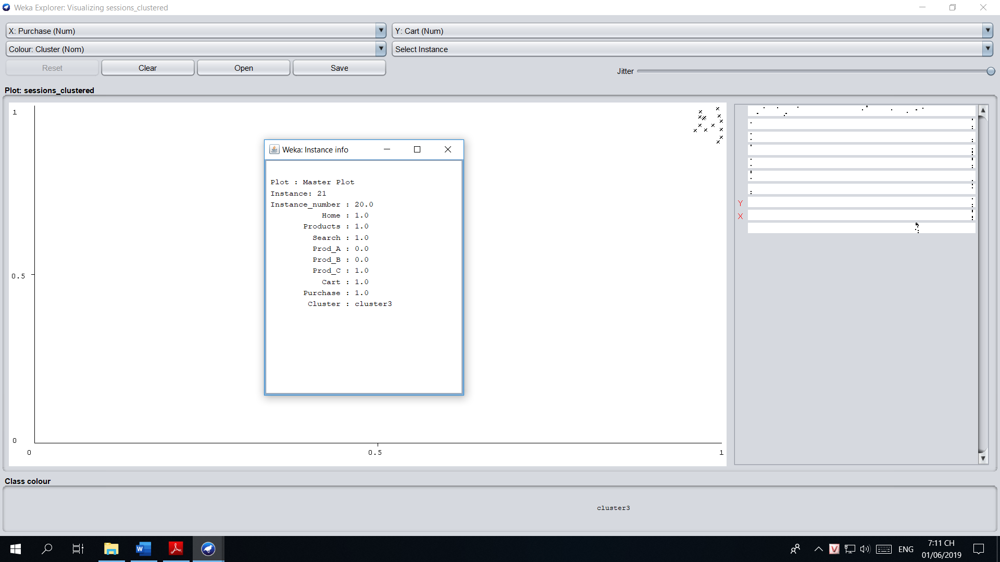 Weka Explorer: Visualizing sessions_clustered
X: Purchase (Num)
Y: Cart (Num)
Colour: Cluster (Nom)
Select Instance
Reset
Clear
Open
Save
Jitter
Plot: sessions_clustered
1
0.5
0
0
0.5
1
Weka: Instance info
Plot : Master Plot
Instance: 21
Instance_number : 20.0
Home : 1.0
Products : 1.0
Search : 1.0
Prod_A : 0.0
Prod_B : 0.0
Prod_C : 1.0
Cart : 1.0
Purchase : 1.0
Cluster : cluster3
Y
X
Class colour
cluster3
ENG
7:11 CH
01/06/2019